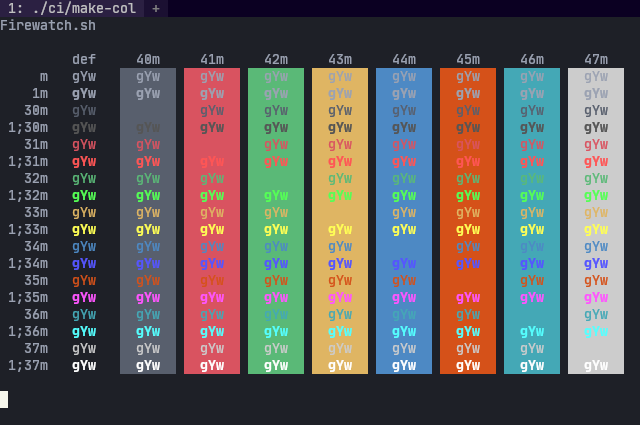 1: ./ci/make-col +
Firewatch.sh
def 40m 41m 42m 43m 44m 45m 46m 47m
m gYw gYw gYw gYw gYw gYw gYw gYw gYw
1m gYw gYw gYw gYw gYw gYw gYw gYw gYw
30m gYw gYw gYw gYw gYw gYw gYw gYw
1;30m gYw gYw gYw gYw gYw gYw gYw gYw gYw
31m gYw gYw gYw gYw gYw gYw gYw gYw
1;31m gYw gYw gYw gYw gYw gYw gYw gYw gYw
32m gYw gYw gYw gYw gYw gYw gYw gYw
1;32m gYw gYw gYw gYw gYw gYw gYw gYw gYw
33m gYw gYw gYw gYw gYw gYw gYw gYw
1;33m gYw gYw gYw gYw gYw gYw gYw gYw gYw
34m gYw gYw gYw gYw gYw gYw gYw gYw
1;34m gYw gYw gYw gYw gYw gYw gYw gYw gYw
35m gYw gYw gYw gYw gYw gYw gYw gYw
1;35m gYw gYw gYw gYw gYw gYw gYw gYw gYw
36m gYw gYw gYw gYw gYw gYw gYw gYw
1;36m gYw gYw gYw gYw gYw gYw gYw gYw gYw
37m gYw gYw gYw gYw gYw gYw gYw gYw
1;37m gYw gYw gYw gYw gYw gYw gYw gYw gYw